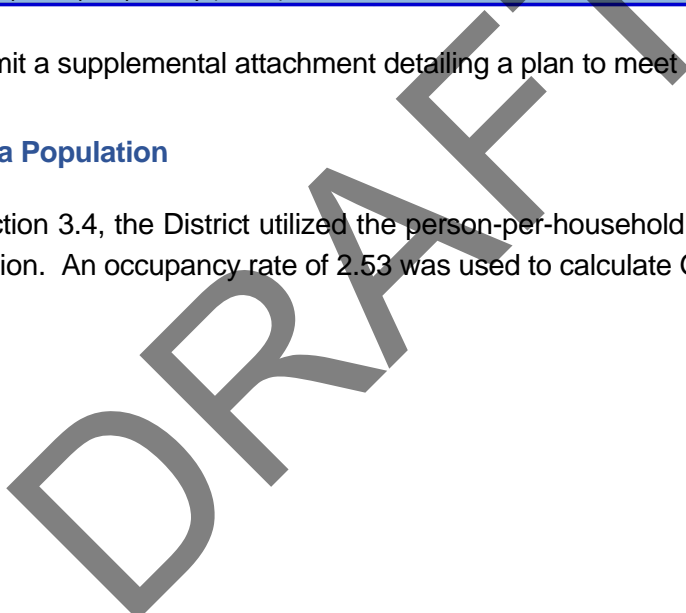 mit a supplemental attachment detailing a plan to meet
a Population
ction 3.4, the District utilized the person-per-household
ion. An occupancy rate of 2.53 was used to calculate
DRAFT